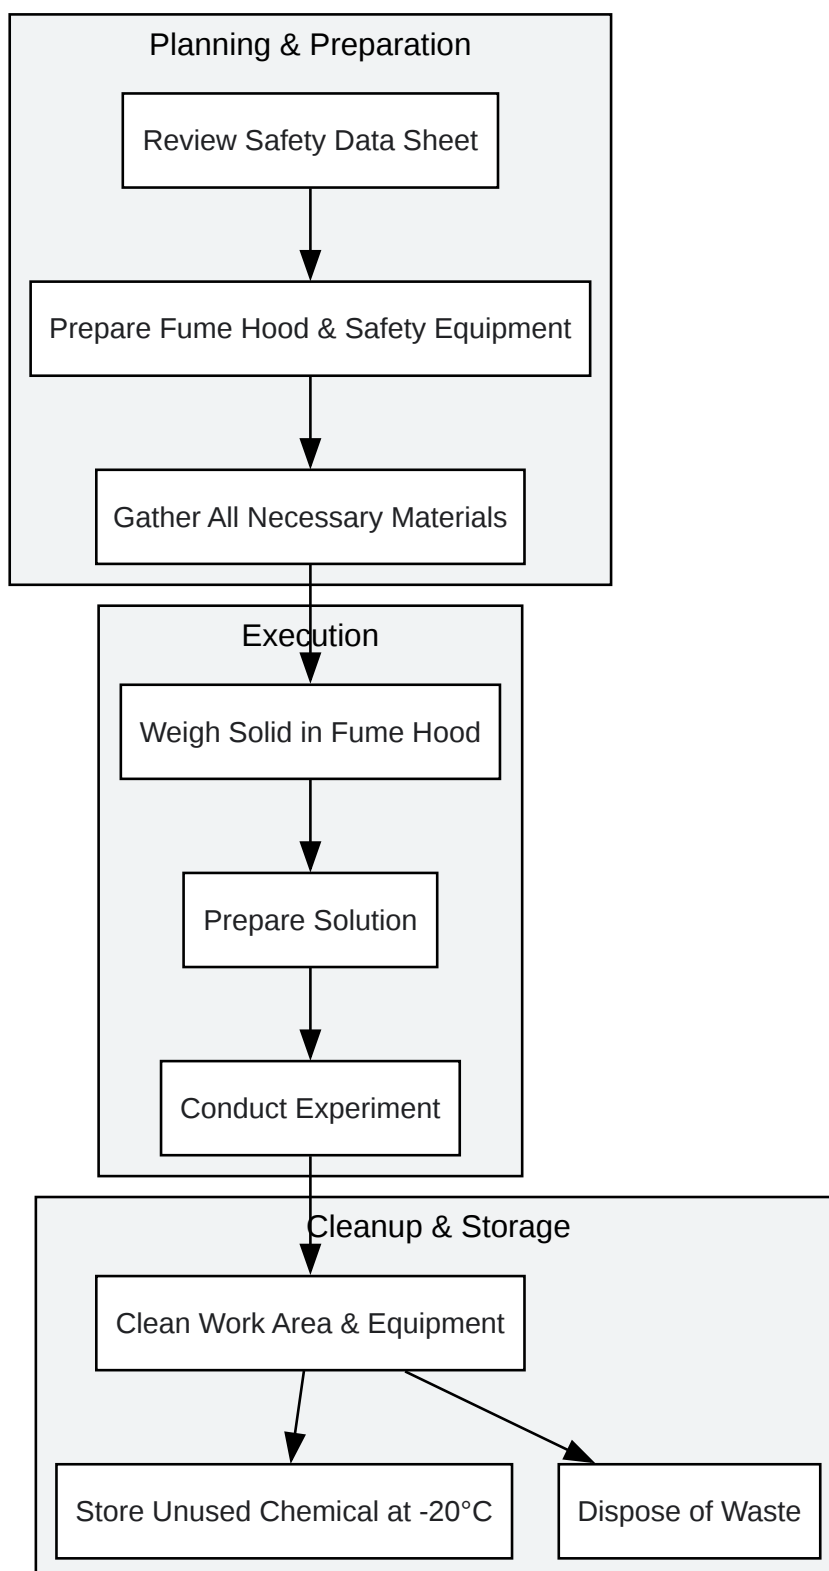 Planning & Preparation
Review Safety Data Sheet
Prepare Fume Hood & Safety Equipment
Gather All Necessary Materials
Execution
Weigh Solid in Fume Hood
Prepare Solution
Conduct Experiment
Cleanup & Storage
Clean Work Area & Equipment
Store Unused Chemical at -20°C
Dispose of Waste